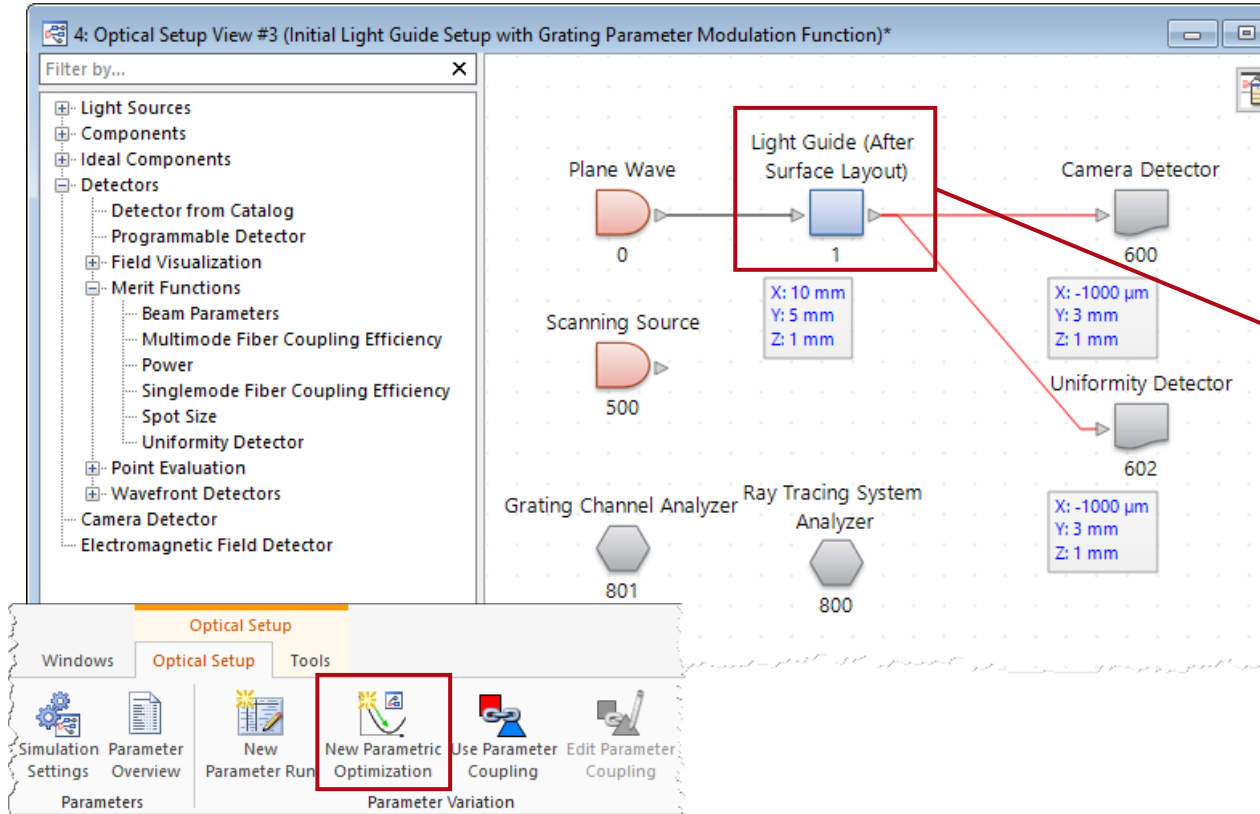 4: Optical Setup View #3 (Initial Light Guide Setup with Grating Parameter Modulation Function)*
Filter by...
Light Sources
Components
Ideal Components
Detectors
Detector from Catalog
Programmable Detector
Field Visualization
Merit Functions
Beam Parameters
Multimode Fiber Coupling Efficiency
Power
Singlemode Fiber Coupling Efficiency
Spot Size
Uniformity Detector
Point Evaluation
Wavefront Detectors
Camera Detector
Electromagnetic Field Detector
Plane Wave
0
Light Guide (After
Surface Layout)
1
X: 10 mm
Y: 5 mm
Z: 1 mm
Camera Detector
600
X: -1000 µm
Y: 3 mm
Z: 1 mm
Scanning Source
500
Uniformity Detector
602
X: -1000 µm
Y: 3 mm
Z: 1 mm
Grating Channel Analyzer
801
Ray Tracing System
Analyzer
800
Optical Setup
Windows
Optical Setup
Tools
Simulation
Settings
Parameter
Overview
New
Parameter Run
New Parametric
Optimization
Use Parameter
Coupling
Edit Parameter
Coupling
Parameters
Parameter Variation